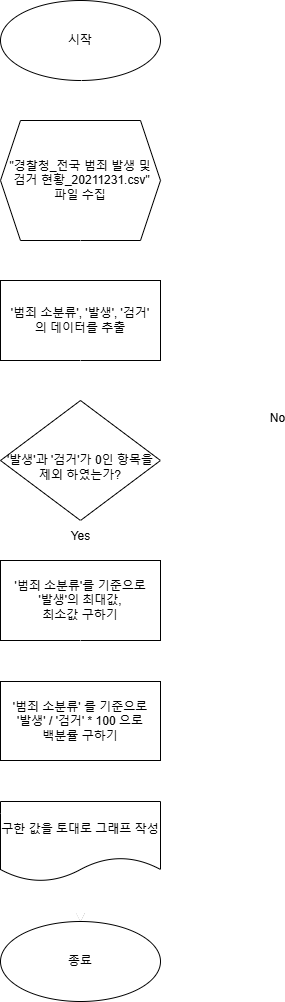 시작
"경찰청_전국 범죄 발생 및
검거 현황_20211231.csv"
파일 수집
'범죄 소분류', '발생', '검거'
의 데이터를 추출
No
'발생'과 '검거'가 0인 항목을
제외 하였는가?
Yes
'범죄 소분류'를 기준으로
'발생'의 최대값,
최소값 구하기
'범죄 소분류' 를 기준으로
'발생' / '검거' * 100 으로
백분률 구하기
구한 값을 토대로 그래프 작성
종료